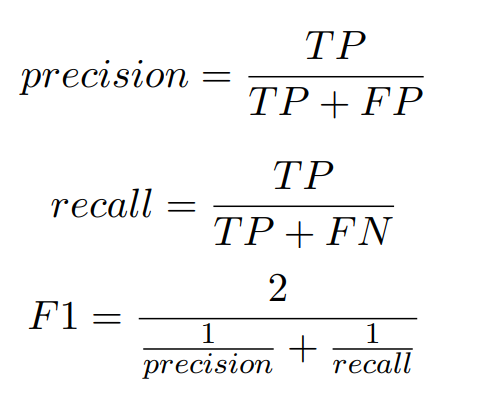 precision = TP / (TP + FP)
recall = TP / (TP + FN)
F1 = 2 / (1/precision + 1/recall)